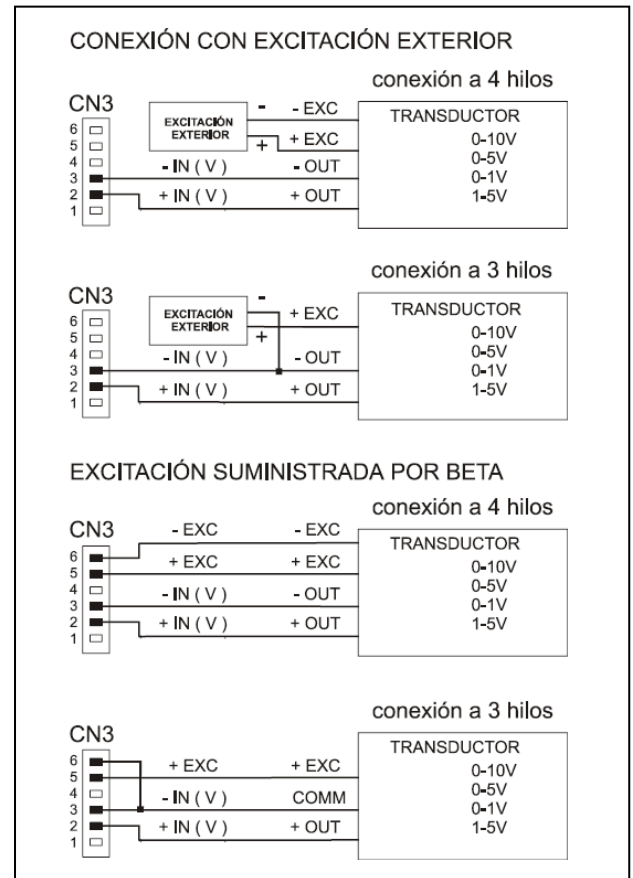 CONEXIÓN CON EXCITACIÓN EXTERIOR
conexión a 4 hilos
CN3
6
5
4
3
2
1
EXCITACIÓN
EXTERIOR
-
+
- EXC
+ EXC
- IN ( V )
- OUT
+ IN ( V )
+ OUT
TRANSDUCTOR
0-10V
0-5V
0-1V
1-5V
conexión a 3 hilos
CN3
6
5
4
3
2
1
EXCITACIÓN
EXTERIOR
-
+
+ EXC
- IN ( V )
- OUT
+ IN ( V )
+ OUT
TRANSDUCTOR
0-10V
0-5V
0-1V
1-5V
EXCITACIÓN SUMINISTRADA POR BETA
conexión a 4 hilos
CN3
6
5
4
3
2
1
- EXC
- EXC
+ EXC
+ EXC
- IN ( V )
- OUT
+ IN ( V )
+ OUT
TRANSDUCTOR
0-10V
0-5V
0-1V
1-5V
conexión a 3 hilos
CN3
6
5
4
3
2
1
+ EXC
+ EXC
- IN ( V )
COMM
+ IN ( V )
+ OUT
TRANSDUCTOR
0-10V
0-5V
0-1V
1-5V